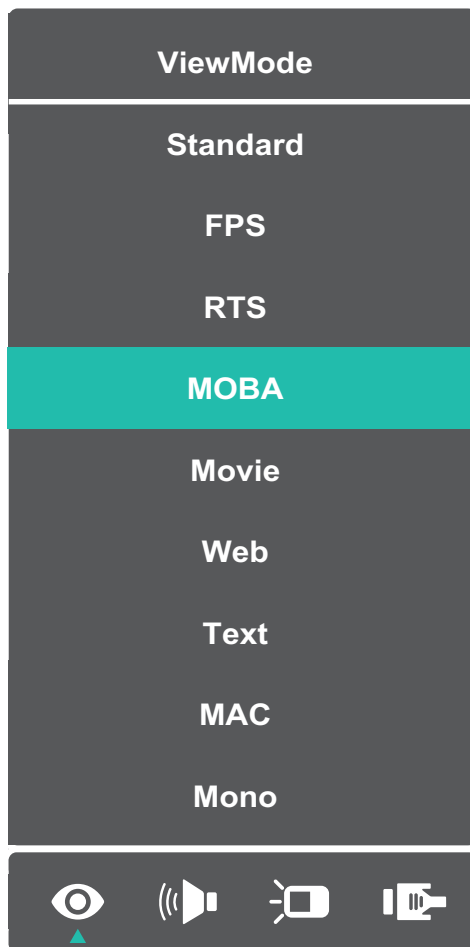 ViewMode
Standard
FPS
RTS
MOBA
Movie
Web
Text
MAC
Mono